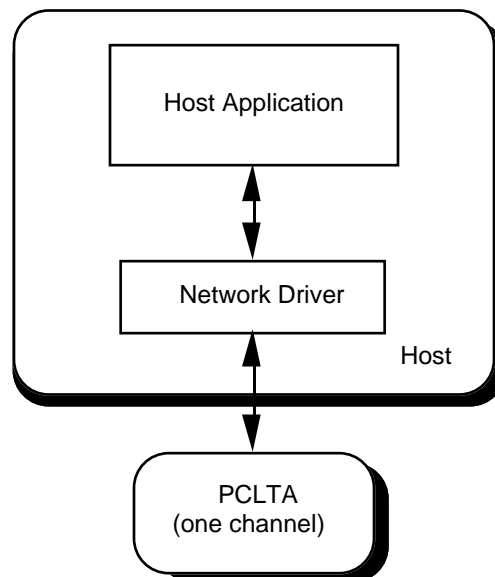 Host Application
Network Driver
Host
PCLTA
(one channel)